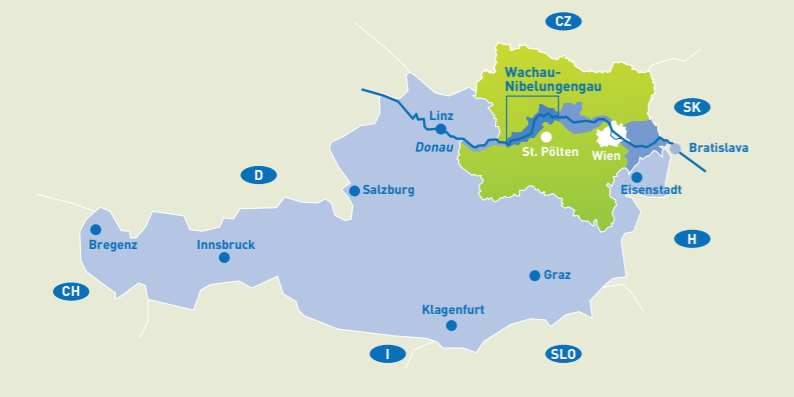 CZ
Wachau-
Nibelungengau
SK
Linz
Donau
St. Pölten
Wien
Bratislava
D
Salzburg
Eisenstadt
Bregenz
Innsbruck
H
Graz
CH
Klagenfurt
I
SLO